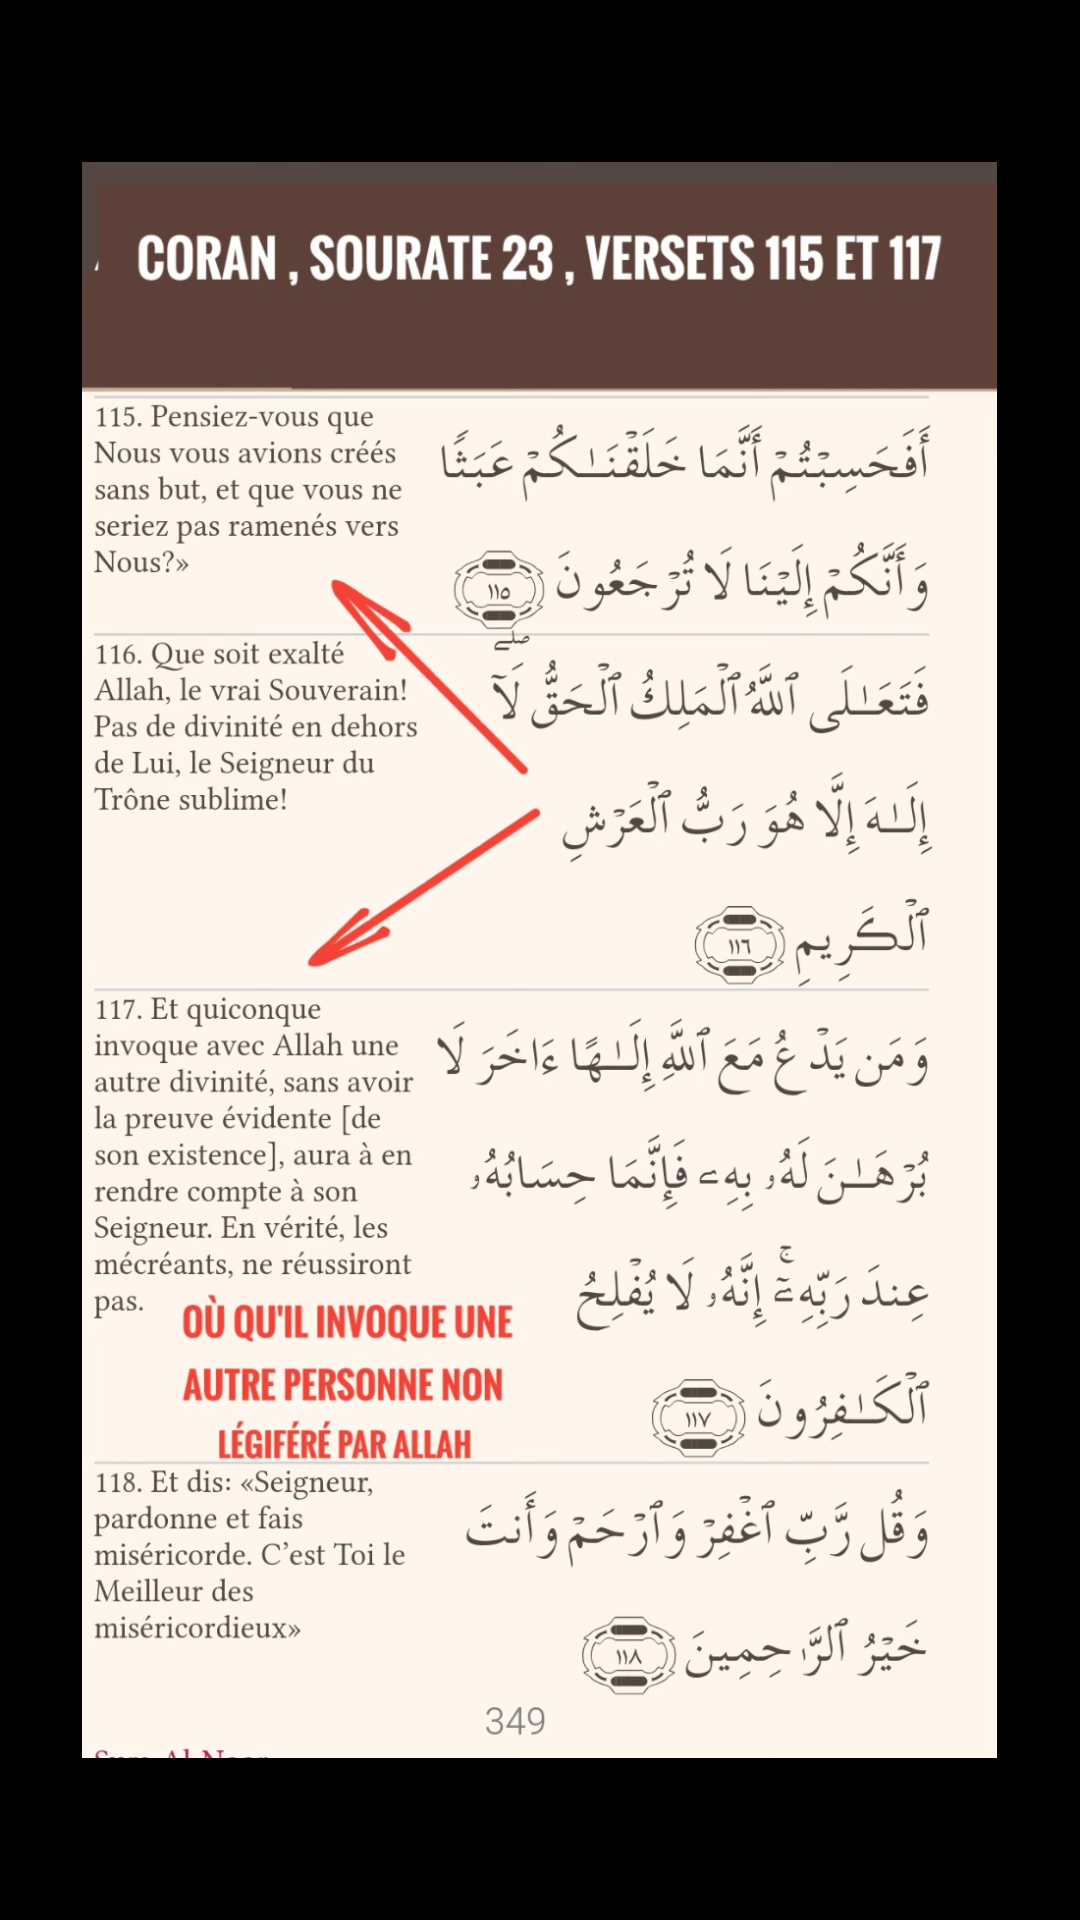 CORAN , SOURATE 23 , VERSETS 115 ET 117
115. Pensiez-vous que
Nous vous avions créés
sans but, et que vous ne
seriez pas ramenés vers
Nous?»
أَفَحَسِبۡتُمۡ أَنَّمَا خَلَقۡنَـٰكُمۡ عَبَثࣰا
وَأَنَّكُمۡ إِلَيۡنَا لَا تُرۡجَعُونَ ١١٥
116. Que soit exalté
Allah, le vrai Souverain!
Pas de divinité en dehors
de Lui, le Seigneur du
Trône sublime!
فَتَعَـٰلَى ٱللَّهُ ٱلۡمَلِكُ ٱلۡحَقُّۖ لَاۤ
إِلَـٰهَ إِلَّا هُوَ رَبُّ ٱلۡعَرۡشِ
ٱلۡكَرِیمِ ١١٦
117. Et quiconque
invoque avec Allah une
autre divinité, sans avoir
la preuve évidente [de
son existence], aura à en
rendre compte à son
Seigneur. En vérité, les
mécréants, ne réussiront
pas.
وَمَن یَدۡعُ مَعَ ٱللَّهِ إِلَـٰهًا ءَاخَرَ لَا
بُرۡهَـٰنَ لَهُۥ بِهِۦ فَإِنَّمَا حِسَابُهُۥ
عِندَ رَبِّهِۦۤۚ إِنَّهُۥ لَا یُفۡلِحُ
ٱلۡكَـٰفِرُونَ ١١٧
OÙ QU'IL INVOQUE UNE
AUTRE PERSONNE NON
LÉGIFÉRÉ PAR ALLAH
118. Et dis: «Seigneur,
pardonne et fais
miséricorde. C’est Toi le
Meilleur des
miséricordieux»
وَقُل رَّبِّ ٱغۡفِرۡ وَٱرۡحَمۡ وَأَنتَ
خَیۡرُ ٱلرَّ ٰ⁠حِمِینَ ١١٨
349